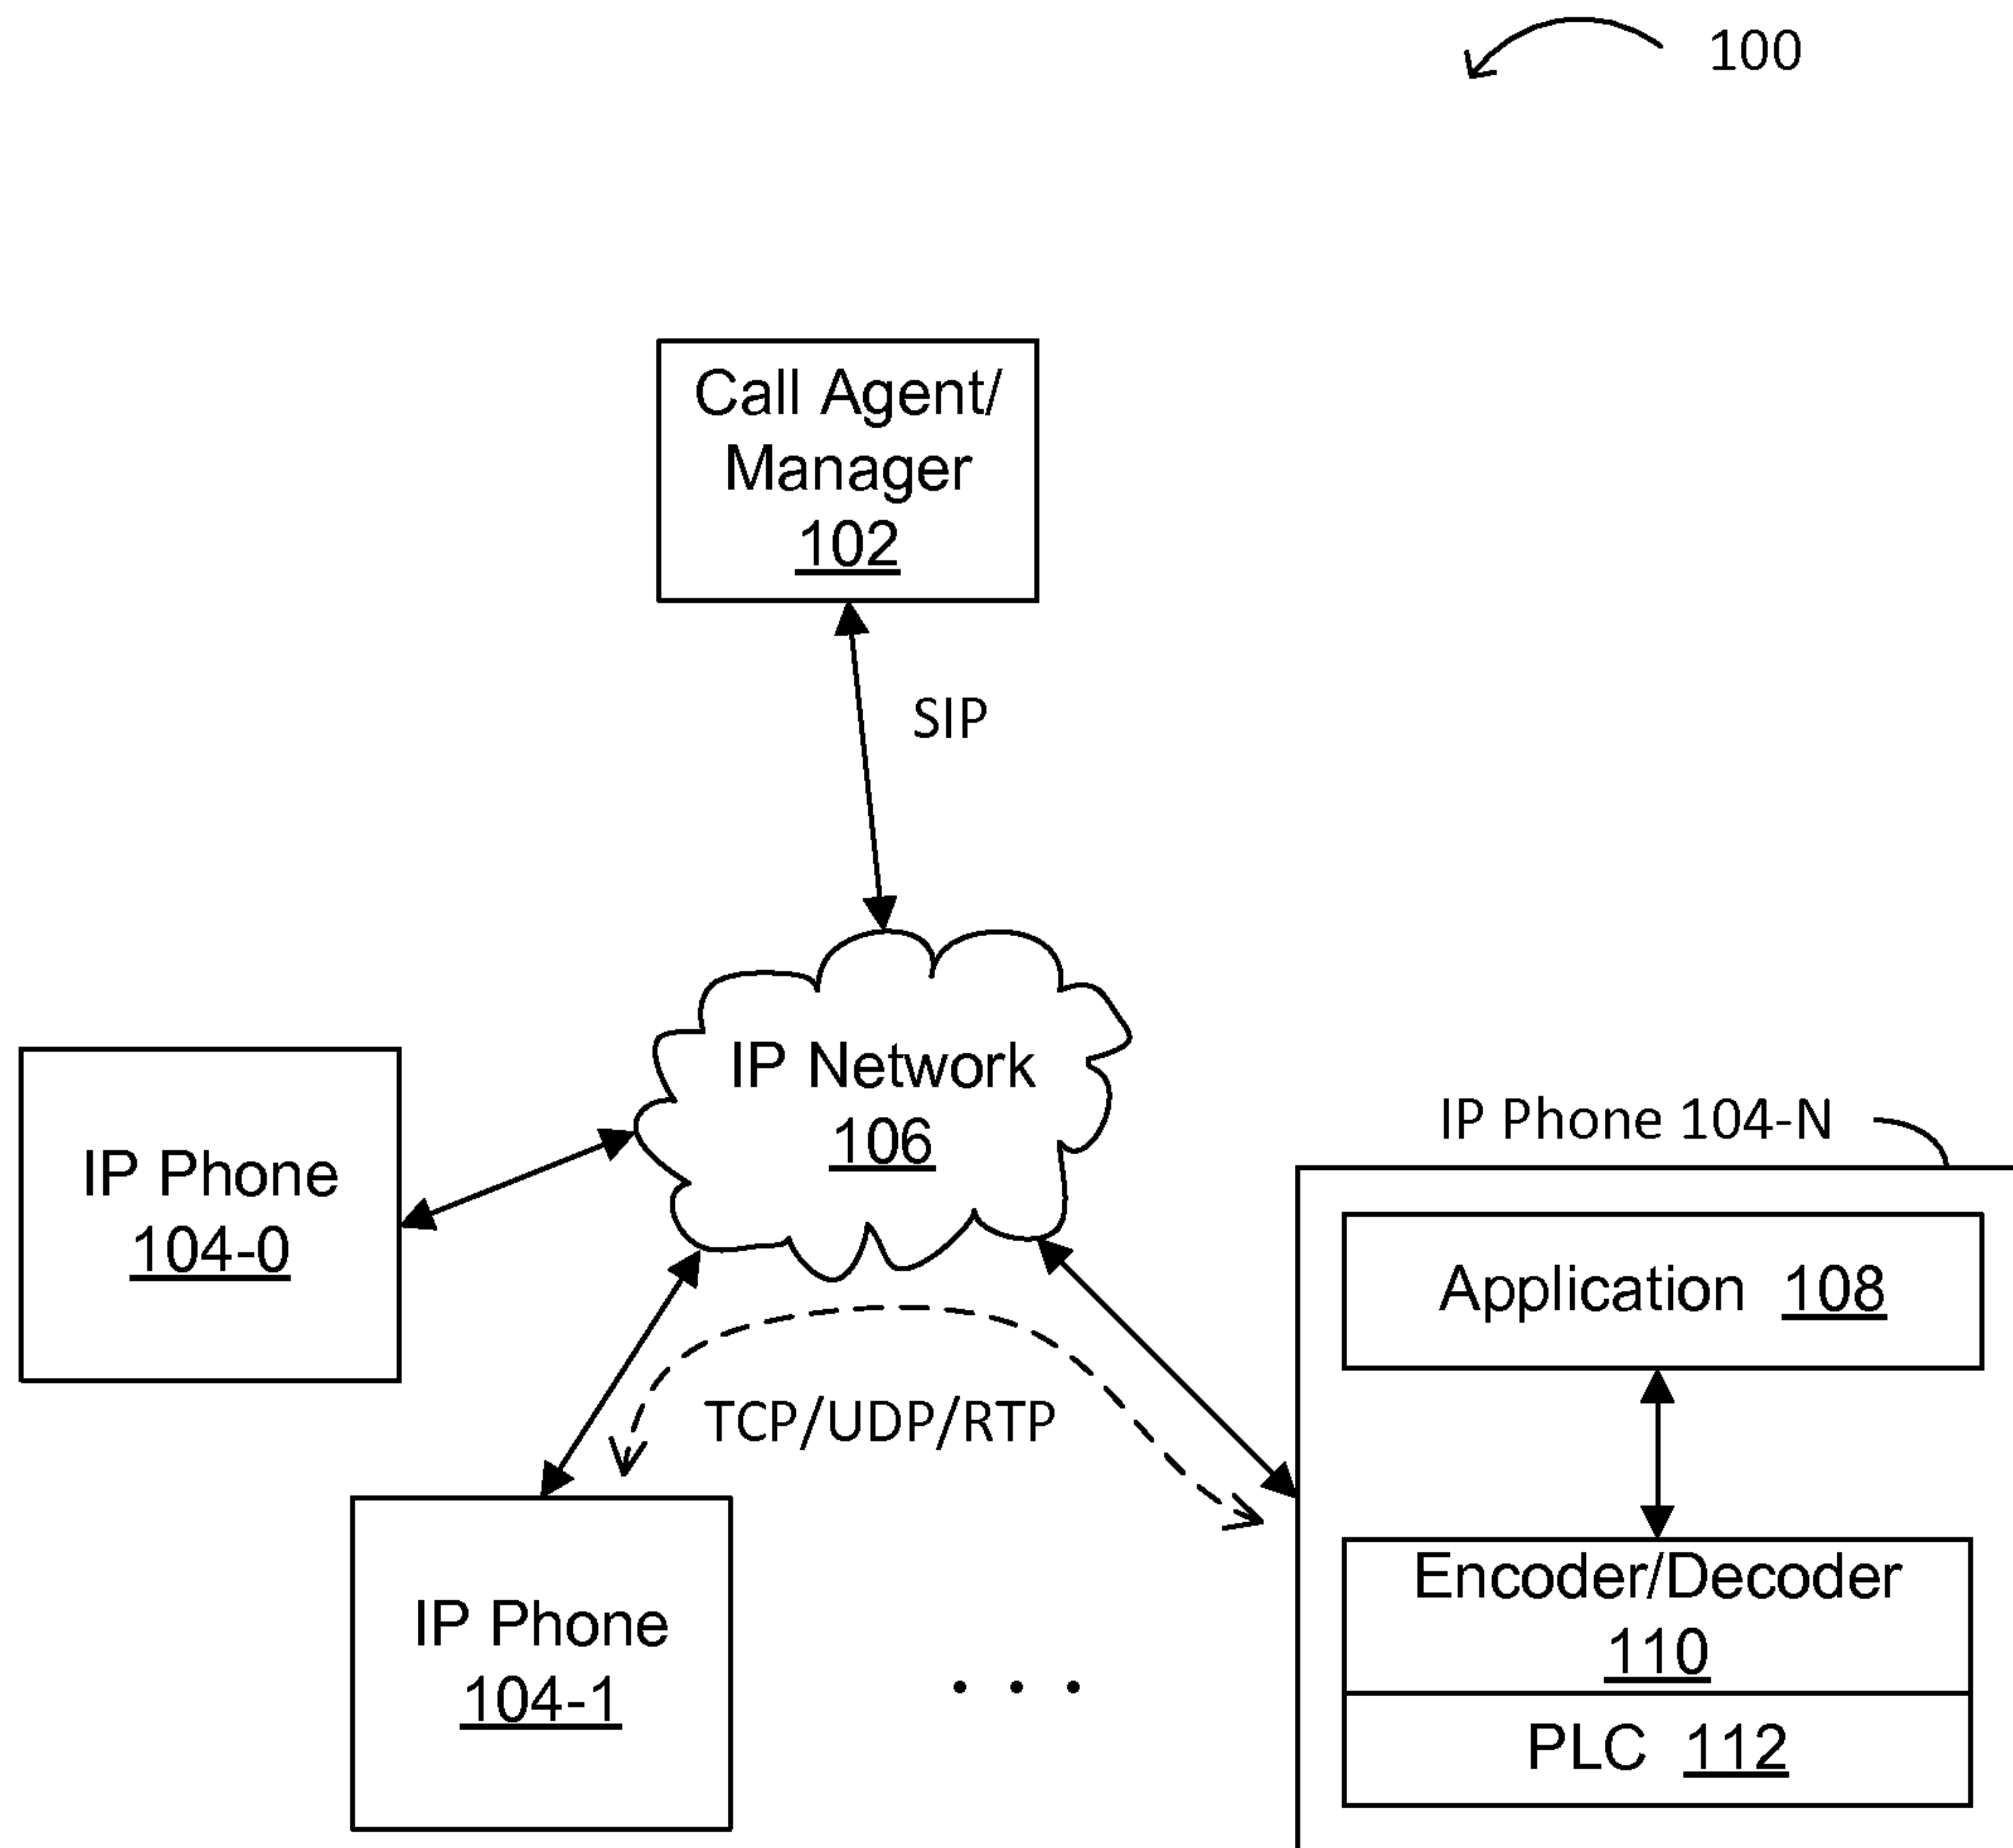 100
Call Agent/
Manager
102
SIP
IP Network
106
IP Phone
104-0
IP Phone 104-N
Application 108
TCP/UDP/RTP
Encoder/Decoder
110
PLC 112
IP Phone
104-1
. . .